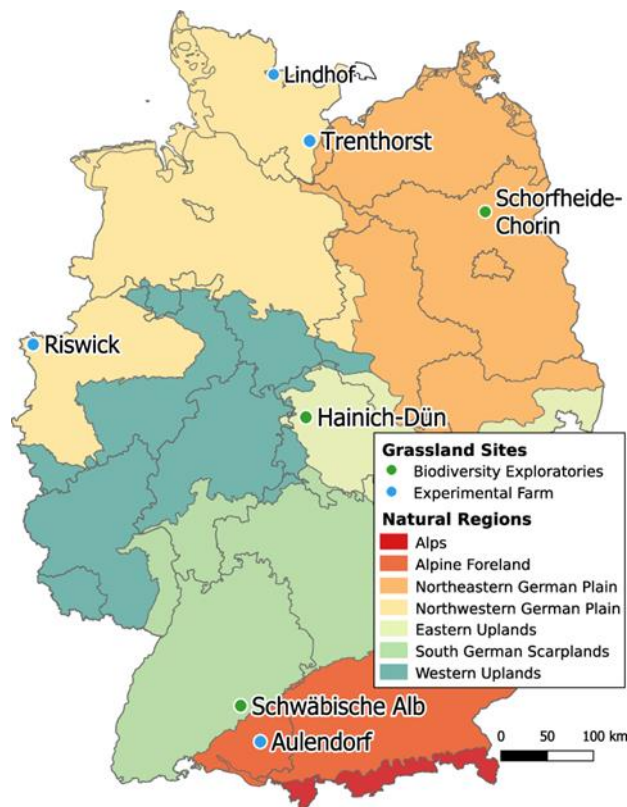 Lindhof
Trenthorst
Schorfheide-
Chorin
Riswick
Hainich-Dün
Grassland Sites
Biodiversity Exploratories
Experimental Farm
Natural Regions
Alps
Alpine Foreland
Northeastern German Plain
Northwestern German Plain
Eastern Uplands
South German Scarplands
Western Uplands
Schwäbische Alb
Aulendorf
0 50 100 km